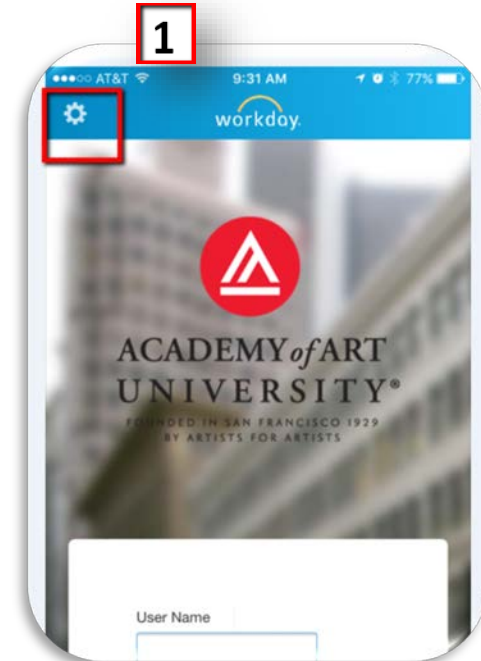 1
●●●○○ AT&T 9:31 AM 77%
workday.
ACADEMY of ART
UNIVERSITY®
FOUNDED IN SAN FRANCISCO 1929
BY ARTISTS FOR ARTISTS
User Name